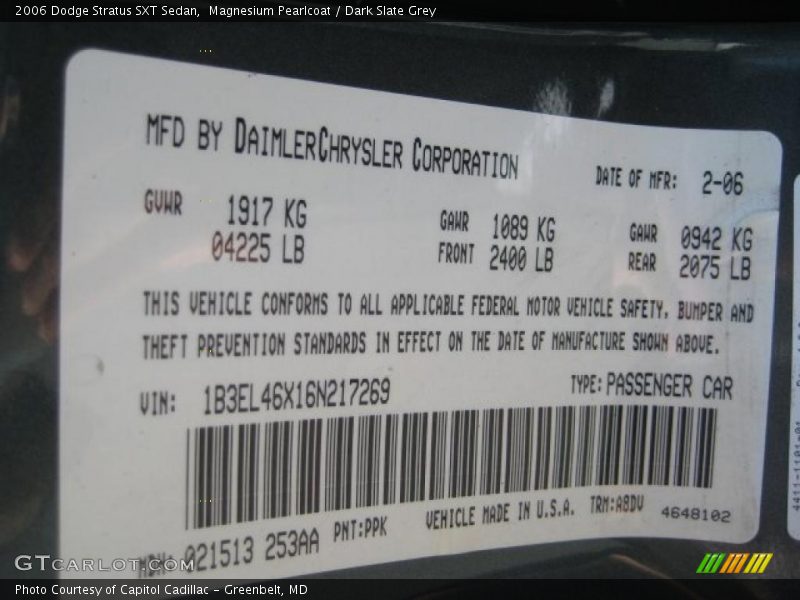 2006 Dodge Stratus SXT Sedan, Magnesium Pearlcoat / Dark Slate Grey
MFD BY DAIMLERCHRYSLER CORPORATION
DATE OF MFR: 2-06
GVWR 1917 KG
04225 LB
GAWR 1089 KG
FRONT 2400 LB
GAWR 0942 KG
REAR 2075 LB
THIS VEHICLE CONFORMS TO ALL APPLICABLE FEDERAL MOTOR VEHICLE SAFETY, BUMPER AND
THEFT PREVENTION STANDARDS IN EFFECT ON THE DATE OF MANUFACTURE SHOWN ABOVE.
VIN: 1B3EL46X16N217269
TYPE: PASSENGER CAR
021513 253AA PNT:PPK
VEHICLE MADE IN U.S.A.
TRM:A8DV
4648102
GTCARLOT.COM
Photo Courtesy of Capitol Cadillac - Greenbelt, MD